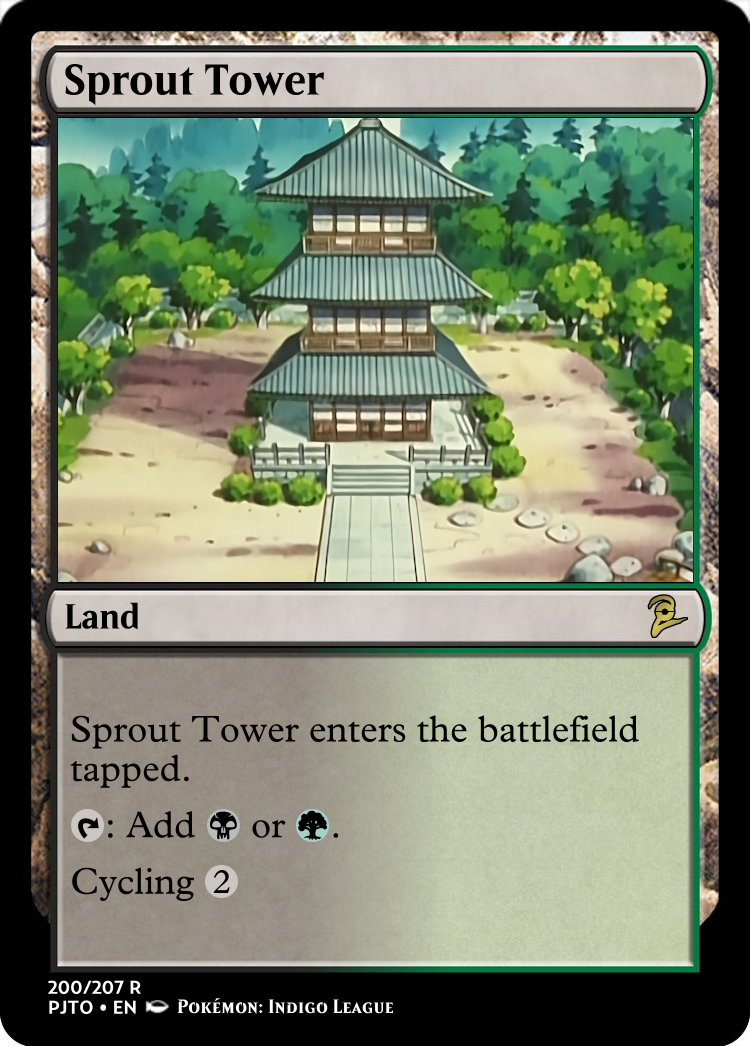 Sprout Tower
Land
Sprout Tower enters the battlefield
tapped.
: Add or .
Cycling 2
200/207 R
PJTO • EN Pokémon: Indigo League